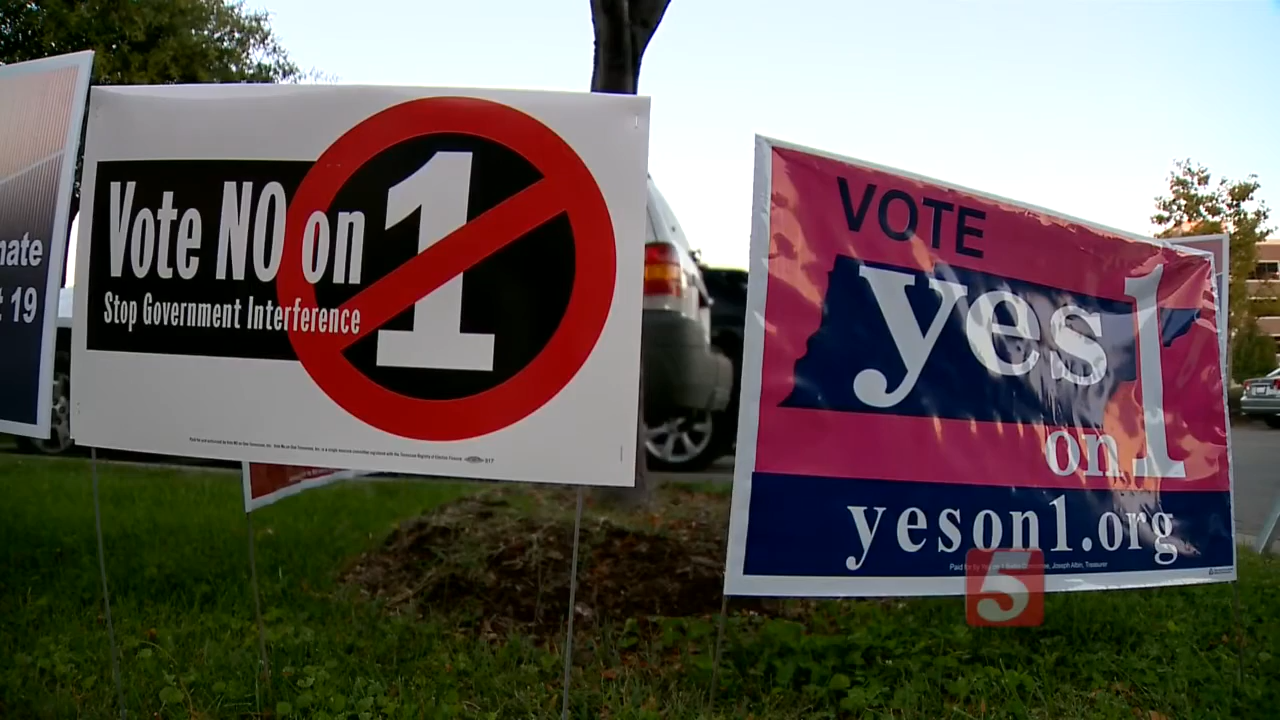 nate
t 19
Vote NO on 1
Stop Government Interference
VOTE
yes
on 1
yeson1.org
5